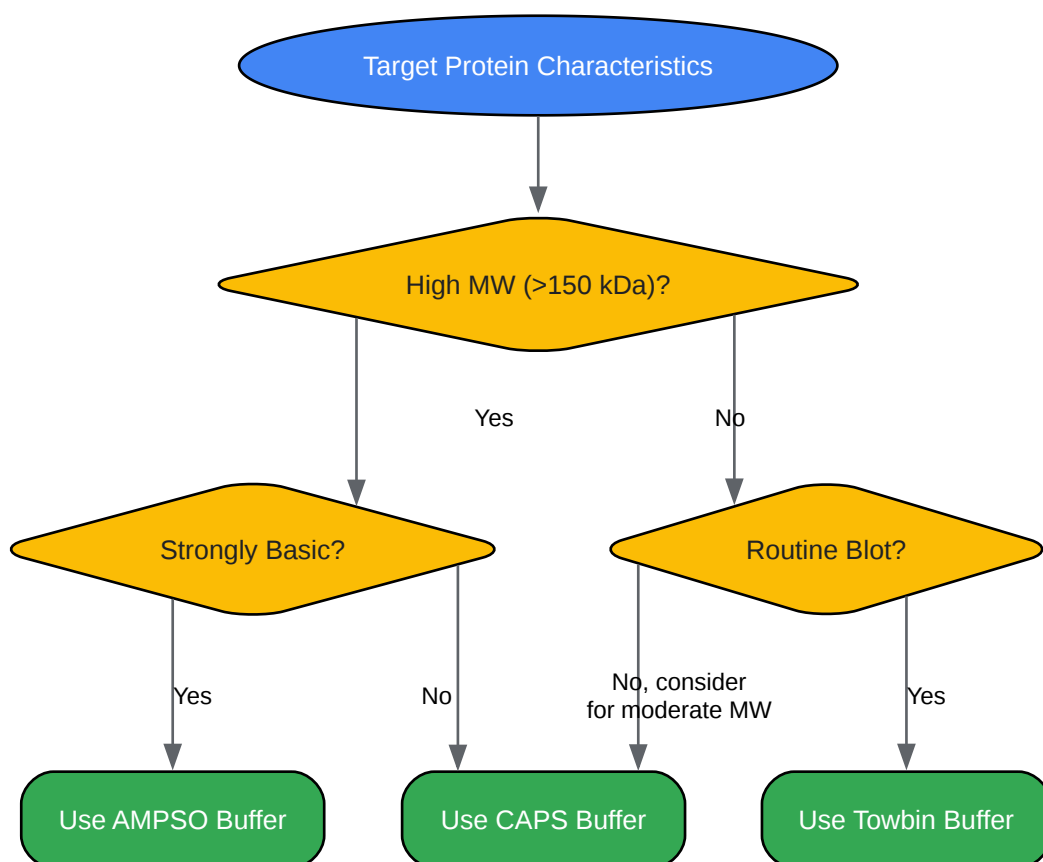 Target Protein Characteristics
High MW (>150 kDa)?
Yes
No
Strongly Basic?
Routine Blot?
Yes
No
No, consider
for moderate MW
Yes
Use AMPSO Buffer
Use CAPS Buffer
Use Towbin Buffer